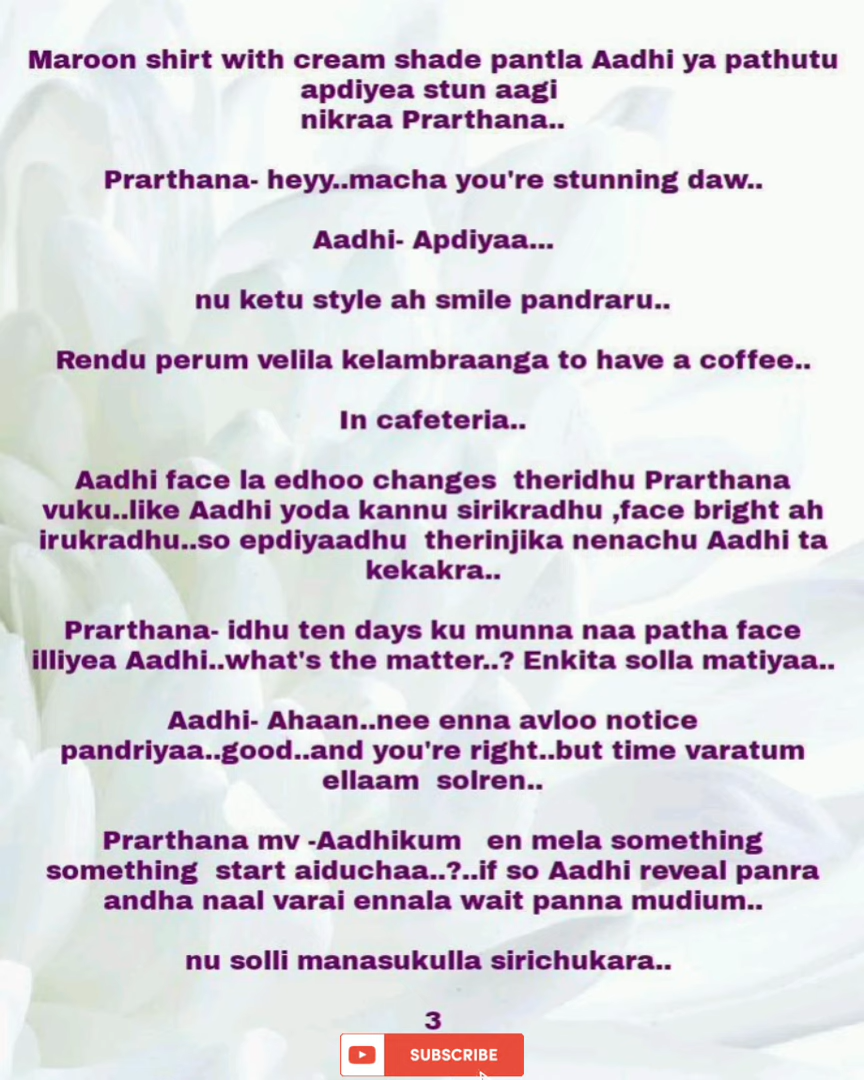 Maroon shirt with cream shade pantla Aadhi ya pathutu
apdiyea stun aagi
nikraa Prarthana..
Prarthana- heyy..macha you're stunning daw..
Aadhi- Apdiyaa...
nu ketu style ah smile pandraru..
Rendu perum velila kelambraanga to have a coffee..
In cafeteria..
Aadhi face la edhoo changes  theridhu Prarthana
vuku..like Aadhi yoda kannu sirikradhu ,face bright ah
irukradhu..so epdiyaadhu  therinjika nenachu Aadhi ta
kekakra..
Prarthana- idhu ten days ku munna naa patha face
illiyea Aadhi..what's the matter..? Enkita solla matiyaa..
Aadhi- Ahaan..nee enna avloo notice
pandriyaa..good..and you're right..but time varatum
ellaam  solren..
Prarthana mv -Aadhikum   en mela something
something  start aiduchaa..?..if so Aadhi reveal panra
andha naal varai ennala wait panna mudium..
nu solli manasukulla sirichukara..
3
SUBSCRIBE